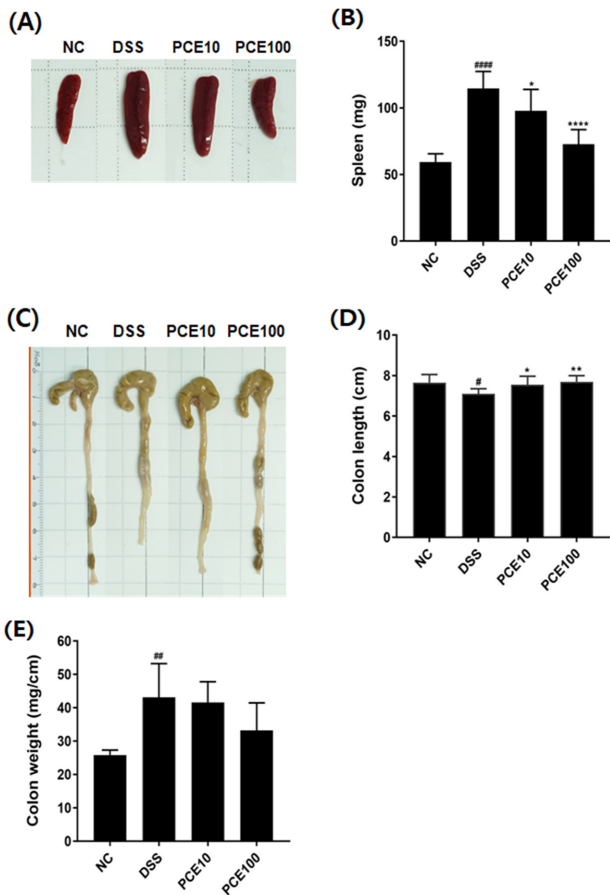 (A)
NC DSS PCE10 PCE100
(B)
150
100
50
0
Spleen (mg)
####
*
****
NC
DSS
PCE10
PCE100
(C)
NC DSS PCE10 PCE100
(D)
10
8
6
4
2
0
Colon length (cm)
#
*
**
NC
DSS
PCE10
PCE100
(E)
60
50
40
30
20
10
0
Colon weight (mg/cm)
##
NC
DSS
PCE10
PCE100